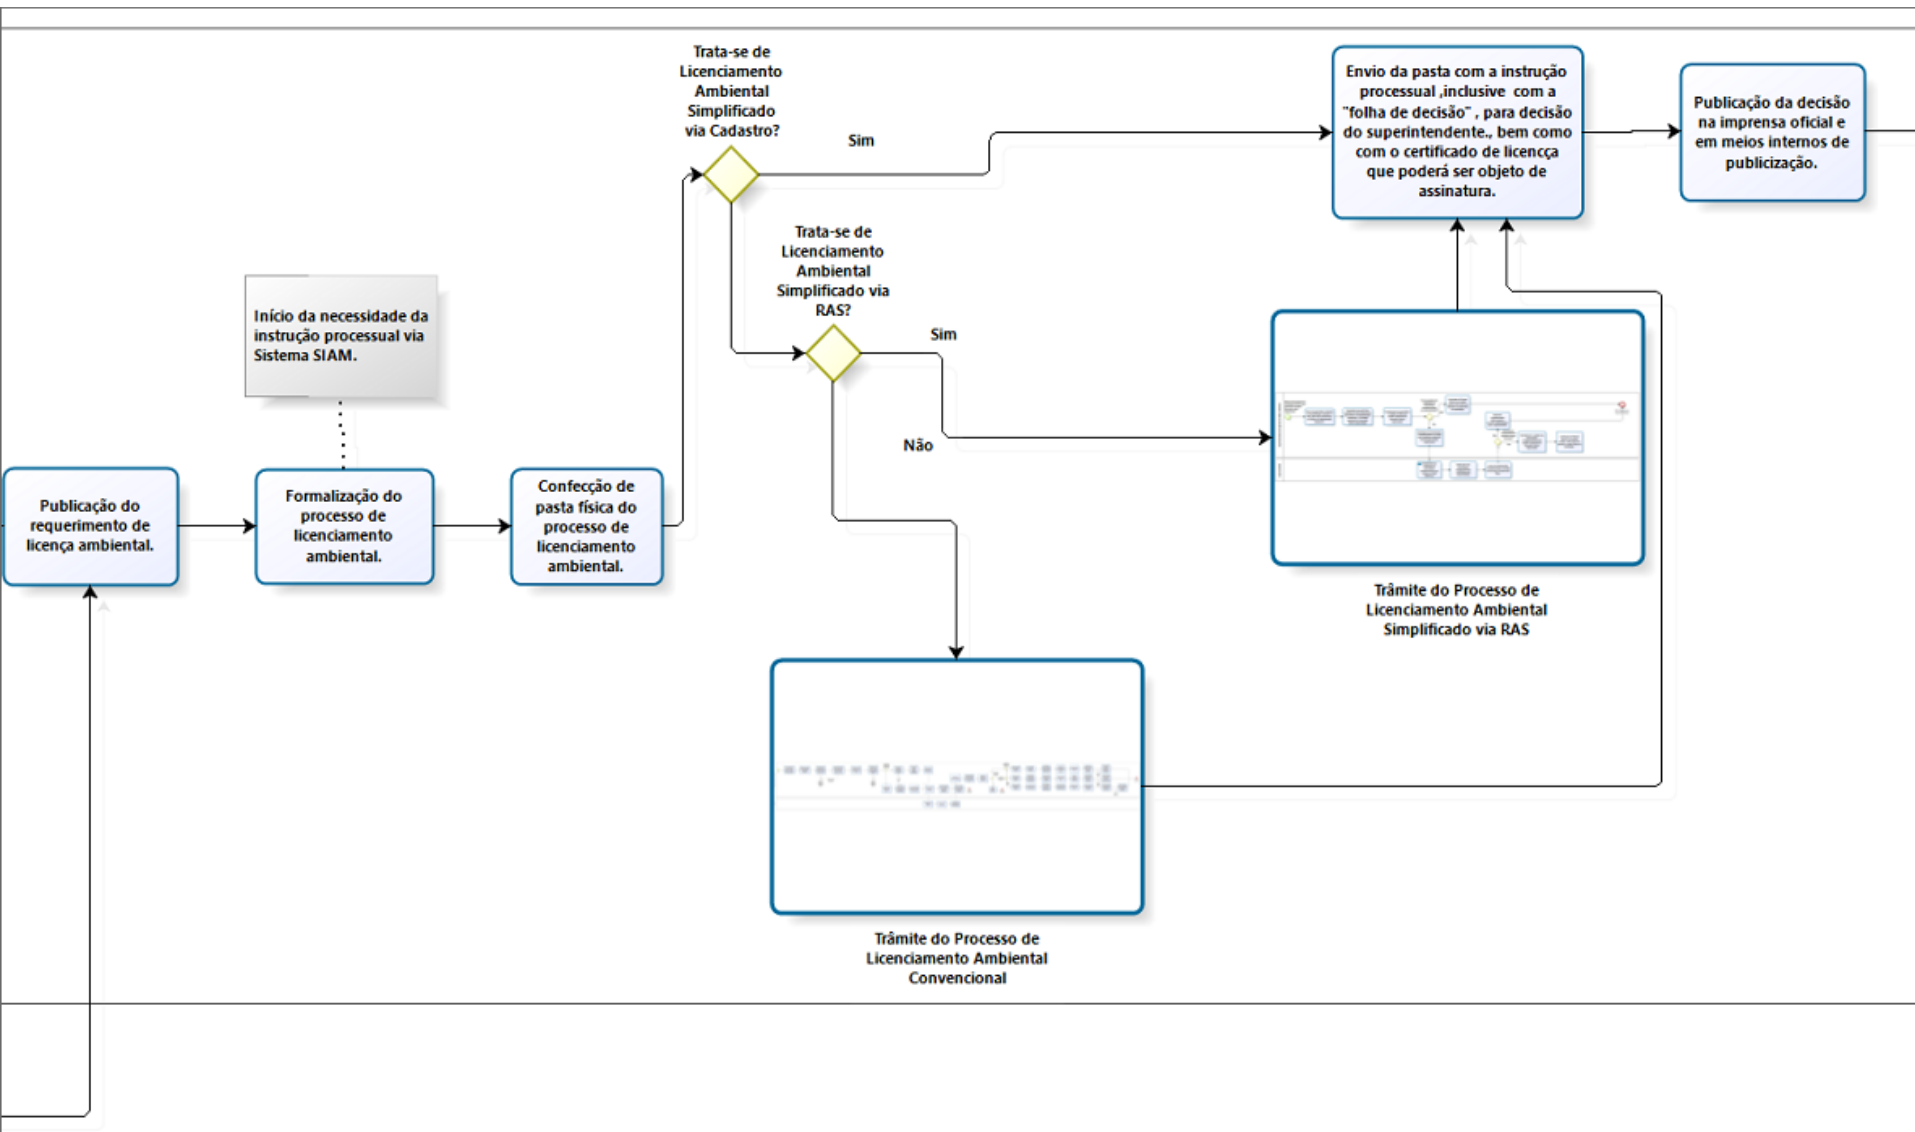 Trata-se de
Licenciamento
Ambiental
Simplificado
via Cadastro?
Sim
Envio da pasta com a instrução
processual ,inclusive com a
"folha de decisão" , para decisão
do superintendente., bem como
com o certificado de licencça
que poderá ser objeto de
assinatura.
Publicação da decisão
na imprensa oficial e
em meios internos de
publicização.
Trata-se de
Licenciamento
Ambiental
Simplificado via
RAS?
Sim
Não
Início da necessidade da
instrução processual via
Sistema SIAM.
Publicação do
requerimento de
licença ambiental.
Formalização do
processo de
licenciamento
ambiental.
Confecção de
pasta física do
processo de
licenciamento
ambiental.
Trâmite do Processo de
Licenciamento Ambiental
Simplificado via RAS
Trâmite do Processo de
Licenciamento Ambiental
Convencional